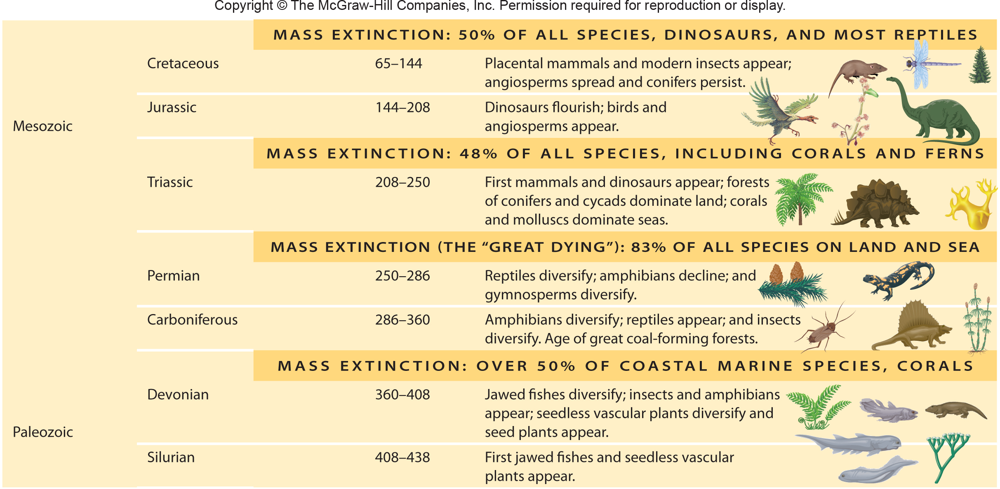 Copyright © The McGraw-Hill Companies, Inc. Permission required for reproduction or display.
MASS EXTINCTION: 50% OF ALL SPECIES, DINOSAURS, AND MOST REPTILES
Cretaceous 65–144 Placental mammals and modern insects appear;
angiosperms spread and conifers persist.
Jurassic 144–208 Dinosaurs flourish; birds and
angiosperms appear.
Mesozoic
MASS EXTINCTION: 48% OF ALL SPECIES, INCLUDING CORALS AND FERNS
Triassic 208–250 First mammals and dinosaurs appear; forests
of conifers and cycads dominate land; corals
and molluscs dominate seas.
MASS EXTINCTION (THE “GREAT DYING”): 83% OF ALL SPECIES ON LAND AND SEA
Permian 250–286 Reptiles diversify; amphibians decline; and
gymnosperms diversify.
Carboniferous 286–360 Amphibians diversify; reptiles appear; and insects
diversify. Age of great coal-forming forests.
MASS EXTINCTION: OVER 50% OF COASTAL MARINE SPECIES, CORALS
Devonian 360–408 Jawed fishes diversify; insects and amphibians
appear; seedless vascular plants diversify and
seed plants appear.
Paleozoic
Silurian 408–438 First jawed fishes and seedless vascular
plants appear.